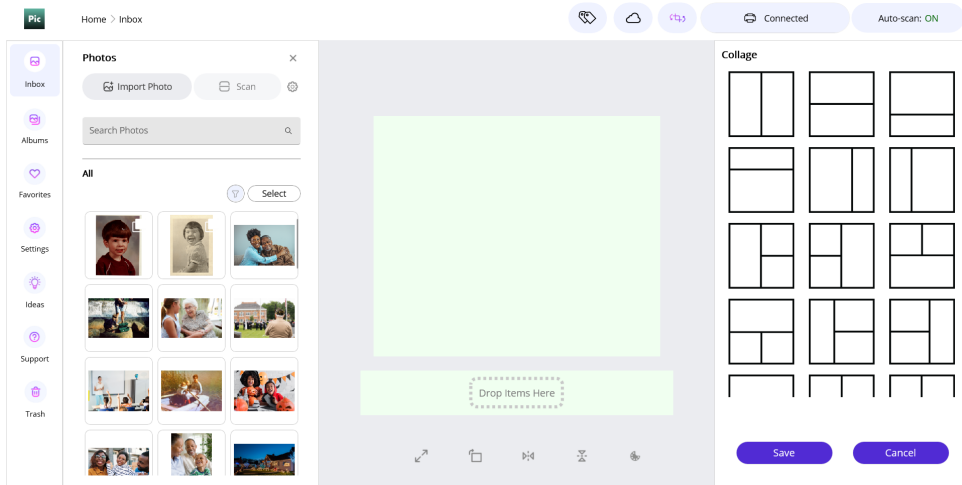 Pic
Home > Inbox
Connected
Auto-scan: ON
Inbox
Albums
Favorites
Settings
Ideas
Support
Trash
Photos
Import Photo
Scan
Search Photos
All
Select
Drop Items Here
Collage
Save
Cancel